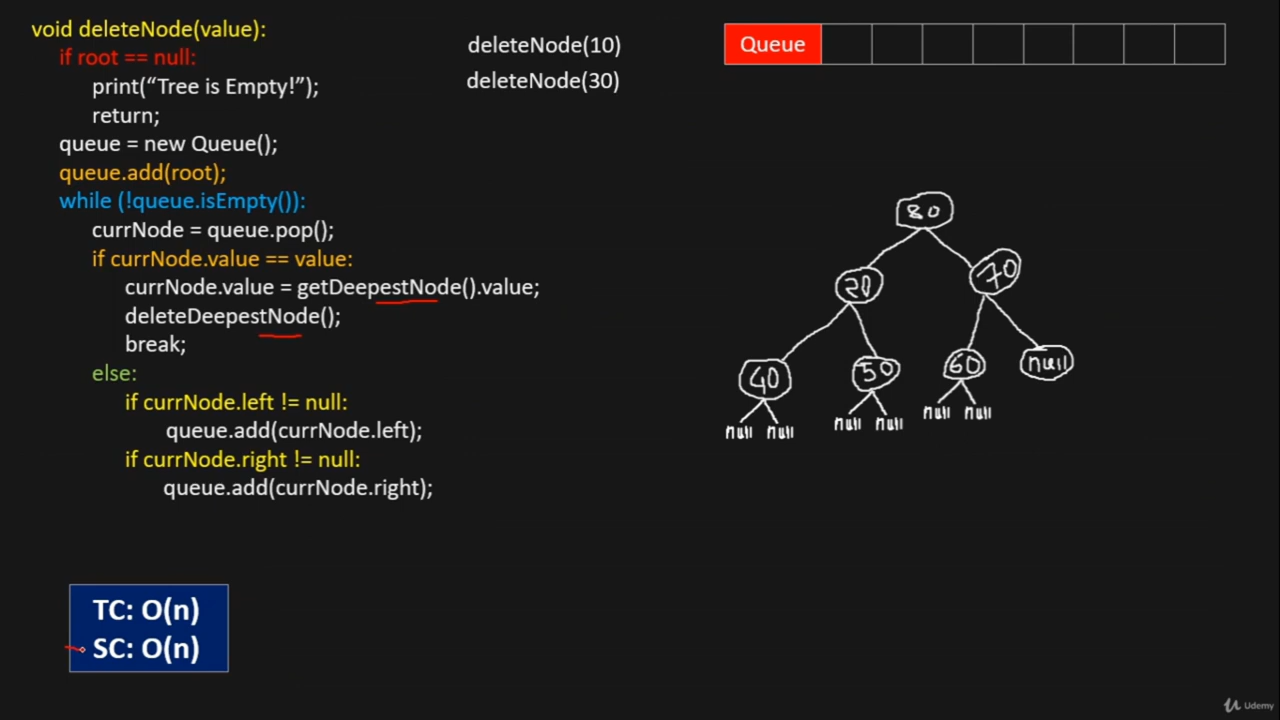 void deleteNode(value):
if root == null:
print(“Tree is Empty!”);
return;
queue = new Queue();
queue.add(root);
while (!queue.isEmpty()):
currNode = queue.pop();
if currNode.value == value:
currNode.value = getDeepestNode().value;
deleteDeepestNode();
break;
else:
if currNode.left != null:
queue.add(currNode.left);
if currNode.right != null:
queue.add(currNode.right);
TC: O(n)
SC: O(n)
deleteNode(10)
deleteNode(30)
Queue
80
20 70
40 50 60 null
null null null null null null
Udemy